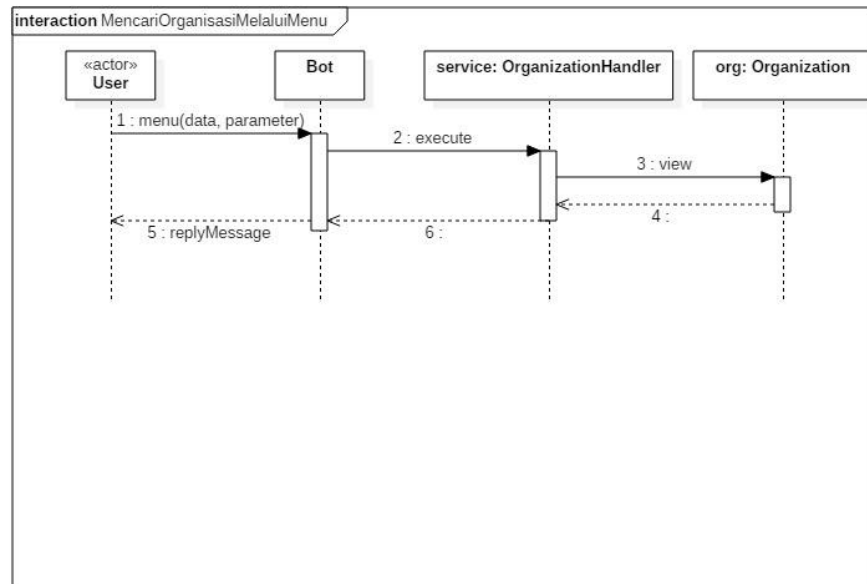 interaction MencariOrganisasiMelaluiMenu
«actor»
User
Bot
service: OrganizationHandler
org: Organization
1 : menu(data, parameter)
2 : execute
3 : view
4 :
5 : replyMessage
6 :